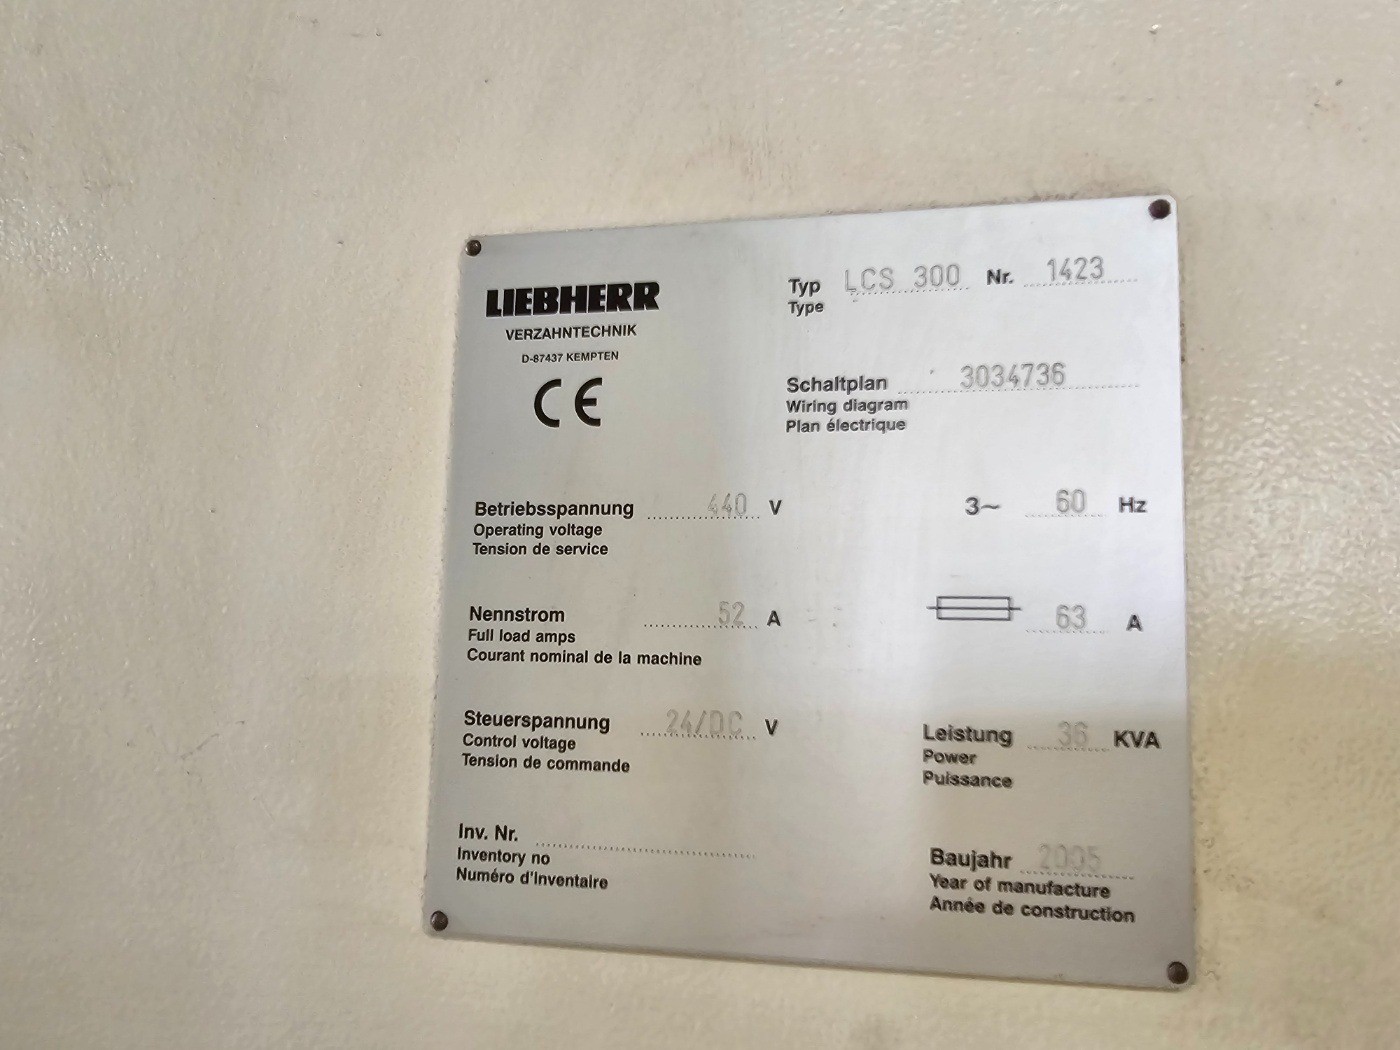 LIEBHERR
VERZAHNTECHNIK
D-87437 KEMPTEN
CE
Typ LCS 300 Nr. 1423
Type
Schaltplan 3034736
Wiring diagram
Plan électrique
Betriebsspannung 440 V 3~ 60 Hz
Operating voltage
Tension de service
Nennstrom 52 A 63 A
Full load amps
Courant nominal de la machine
Steuerspannung 24/DC V
Control voltage
Tension de commande
Leistung 36 KVA
Power
Puissance
Inv. Nr.
Inventory no
Numéro d'Inventaire
Baujahr 2005
Year of manufacture
Année de construction